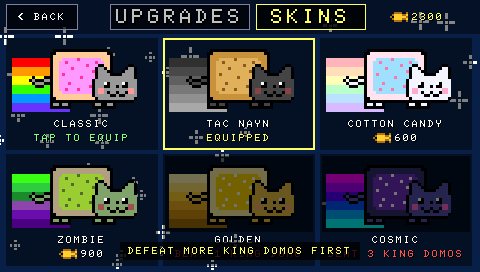 < BACK
UPGRADES
SKINS
2800
CLASSIC
TAP TO EQUIP
TAC NAYN
EQUIPPED
COTTON CANDY
600
ZOMBIE
900
GOLDEN
COSMIC
DEFEAT MORE KING DOMOS FIRST
3 KING DOMOS